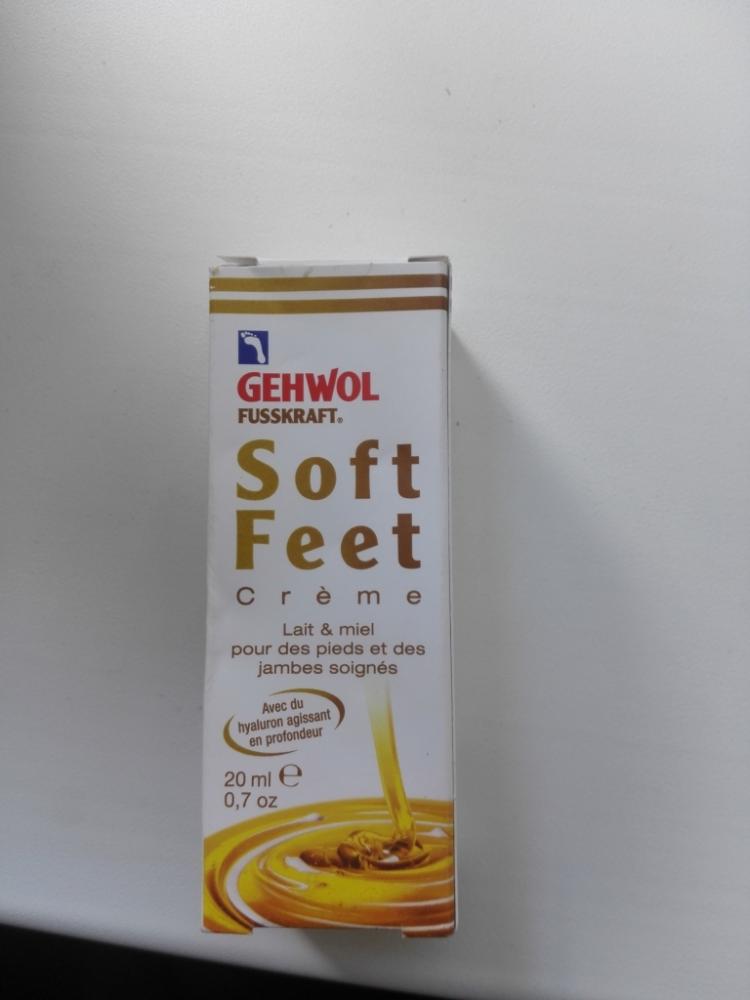 GEHWOL
FUSSKRAFT®
Soft
Feet
Crème
Lait & miel
pour des pieds et des
jambes soignés
Avec du
hyaluron agissant
en profondeur
20 ml ℮
0,7 oz